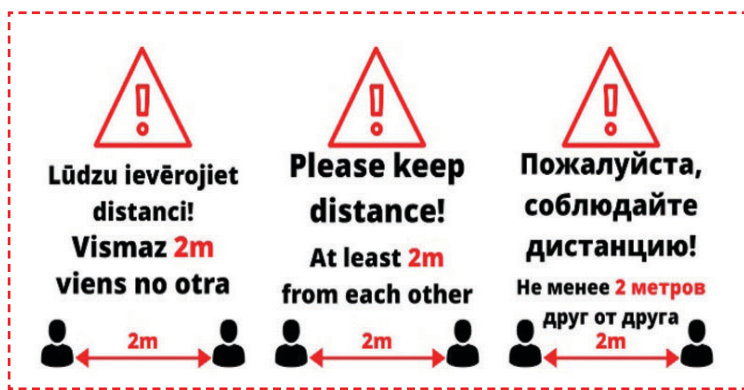 Lūdzu ievērojiet
distanci!
Vismaz 2m
viens no otra
2m
Please keep
distance!
At least 2m
from each other
2m
Пожалуйста,
соблюдайте
дистанцию!
Не менее 2 метров
друг от друга
2m